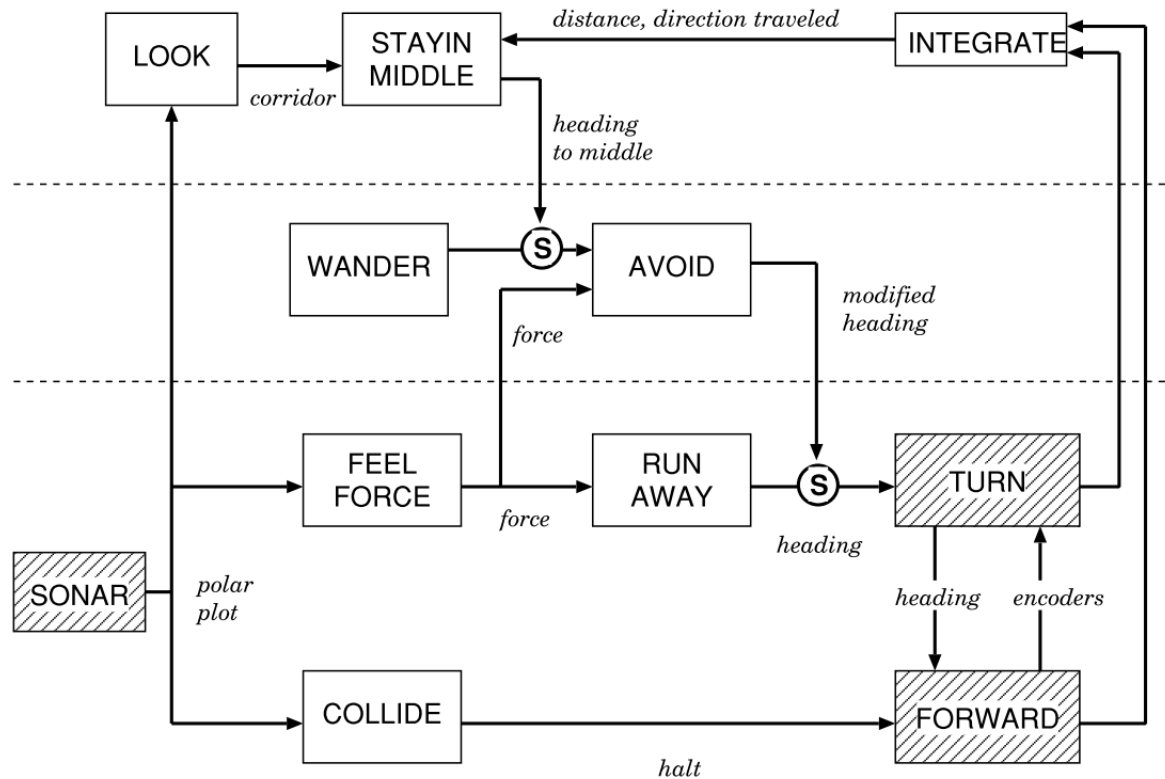 distance, direction traveled
LOOK
STAYIN
MIDDLE
INTEGRATE
corridor
heading
to middle
S
WANDER
AVOID
modified
heading
force
FEEL
FORCE
RUN
AWAY
S
TURN
force
heading
SONAR
polar
plot
heading
encoders
COLLIDE
FORWARD
halt